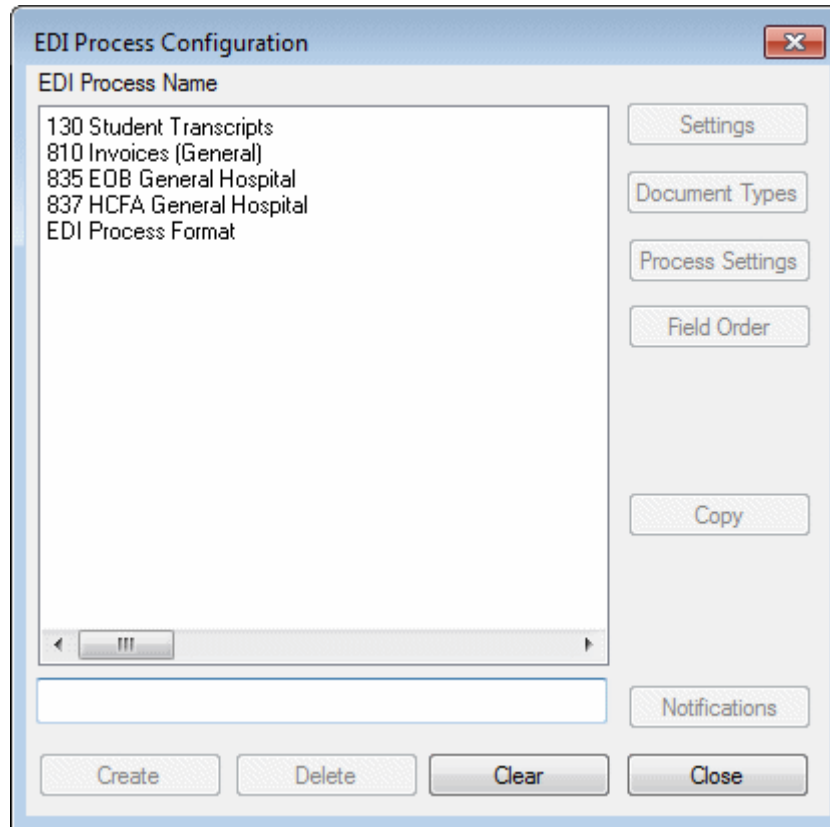 EDI Process Configuration
EDI Process Name
130 Student Transcripts
810 Invoices (General)
835 EOB General Hospital
837 HCFA General Hospital
EDI Process Format
Settings
Document Types
Process Settings
Field Order
Copy
Notifications
Create
Delete
Clear
Close